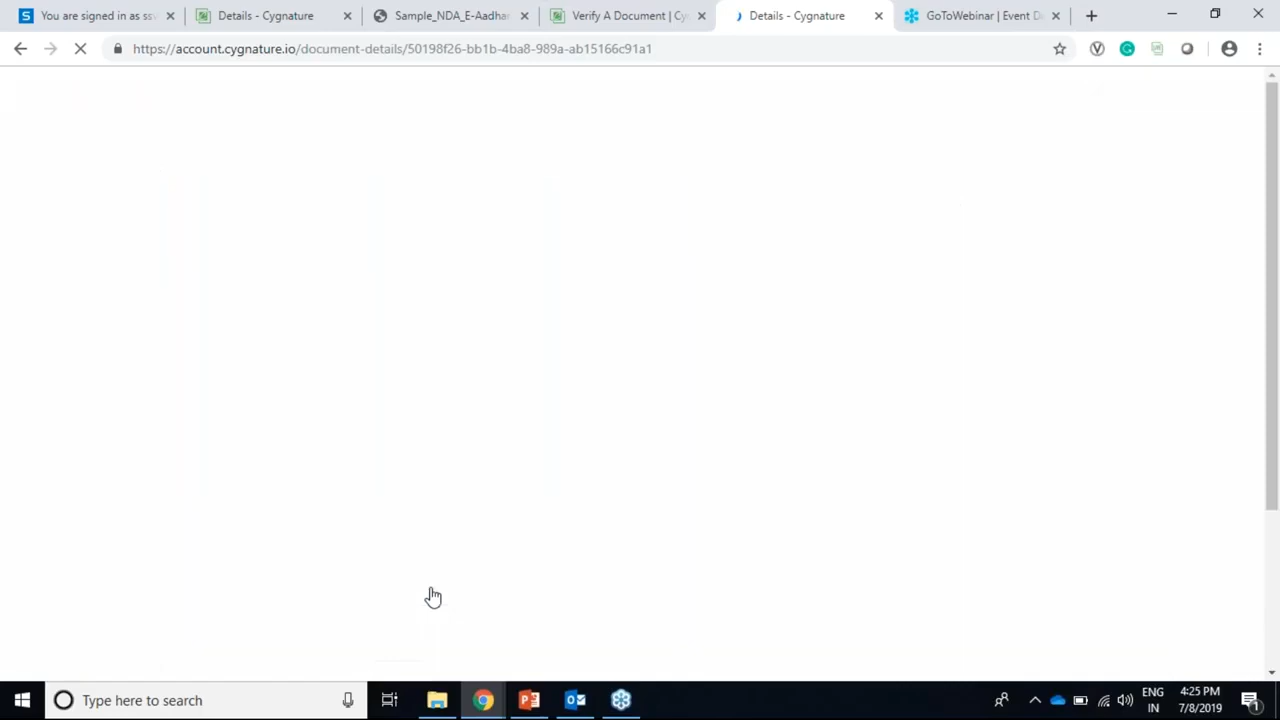 S You are signed in as ss
Details - Cygnature
Sample_NDA_E-Aadhar
Verify A Document | Cy
Details - Cygnature
GoToWebinar | Event D
https://account.cygnature.io/document-details/50198f26-bb1b-4ba8-989a-ab15166c91a1
Type here to search
ENG
IN
4:25 PM
7/8/2019
1